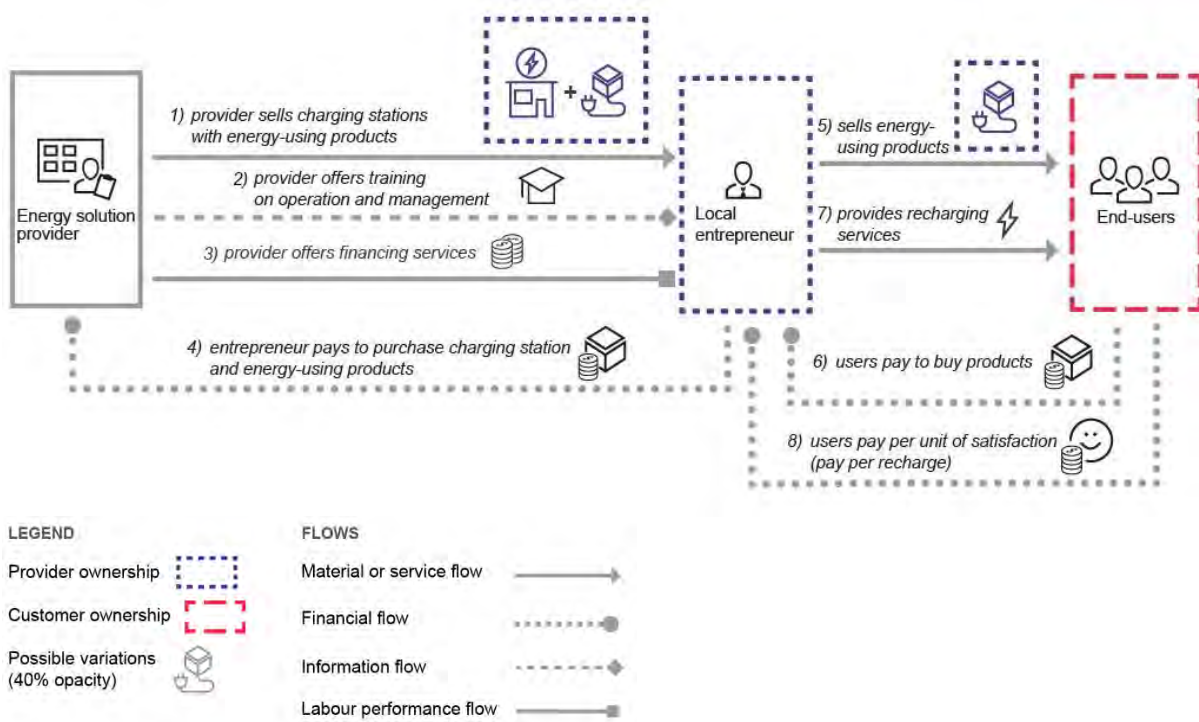 1) provider sells charging stations
with energy-using products
2) provider offers training
on operation and management
3) provider offers financing services
Energy solution
provider
4) entrepreneur pays to purchase charging station
and energy-using products
Local
entrepreneur
5) sells energy-
using products
7) provides recharging
services
End-users
6) users pay to buy products
8) users pay per unit of satisfaction
(pay per recharge)
LEGEND
Provider ownership
Customer ownership
Possible variations
(40% opacity)
FLOWS
Material or service flow
Financial flow
Information flow
Labour performance flow